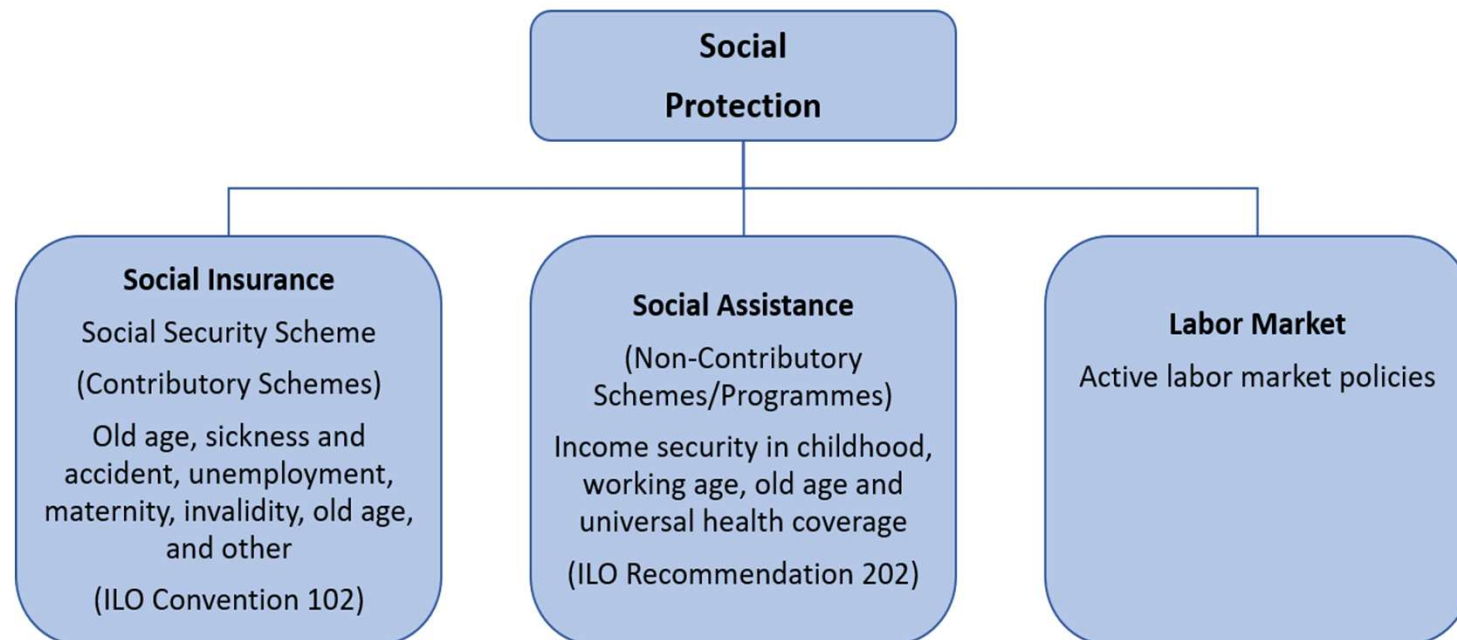 Social
Protection
Social Insurance
Social Security Scheme
(Contributory Schemes)
Old age, sickness and
accident, unemployment,
maternity, invalidity, old age,
and other
(ILO Convention 102)
Social Assistance
(Non-Contributory
Schemes/Programmes)
Income security in childhood,
working age, old age and
universal health coverage
(ILO Recommendation 202)
Labor Market
Active labor market policies